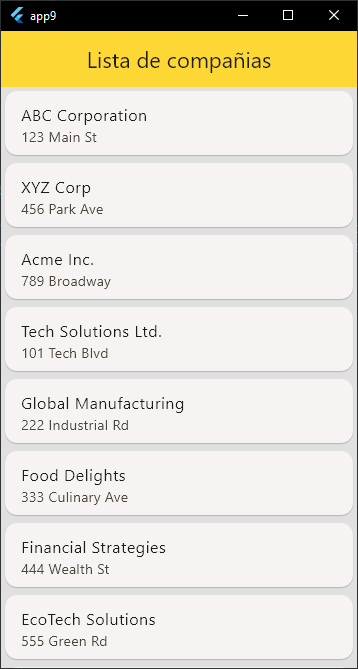 app9
Lista de compañias
ABC Corporation
123 Main St
XYZ Corp
456 Park Ave
Acme Inc.
789 Broadway
Tech Solutions Ltd.
101 Tech Blvd
Global Manufacturing
222 Industrial Rd
Food Delights
333 Culinary Ave
Financial Strategies
444 Wealth St
EcoTech Solutions
555 Green Rd